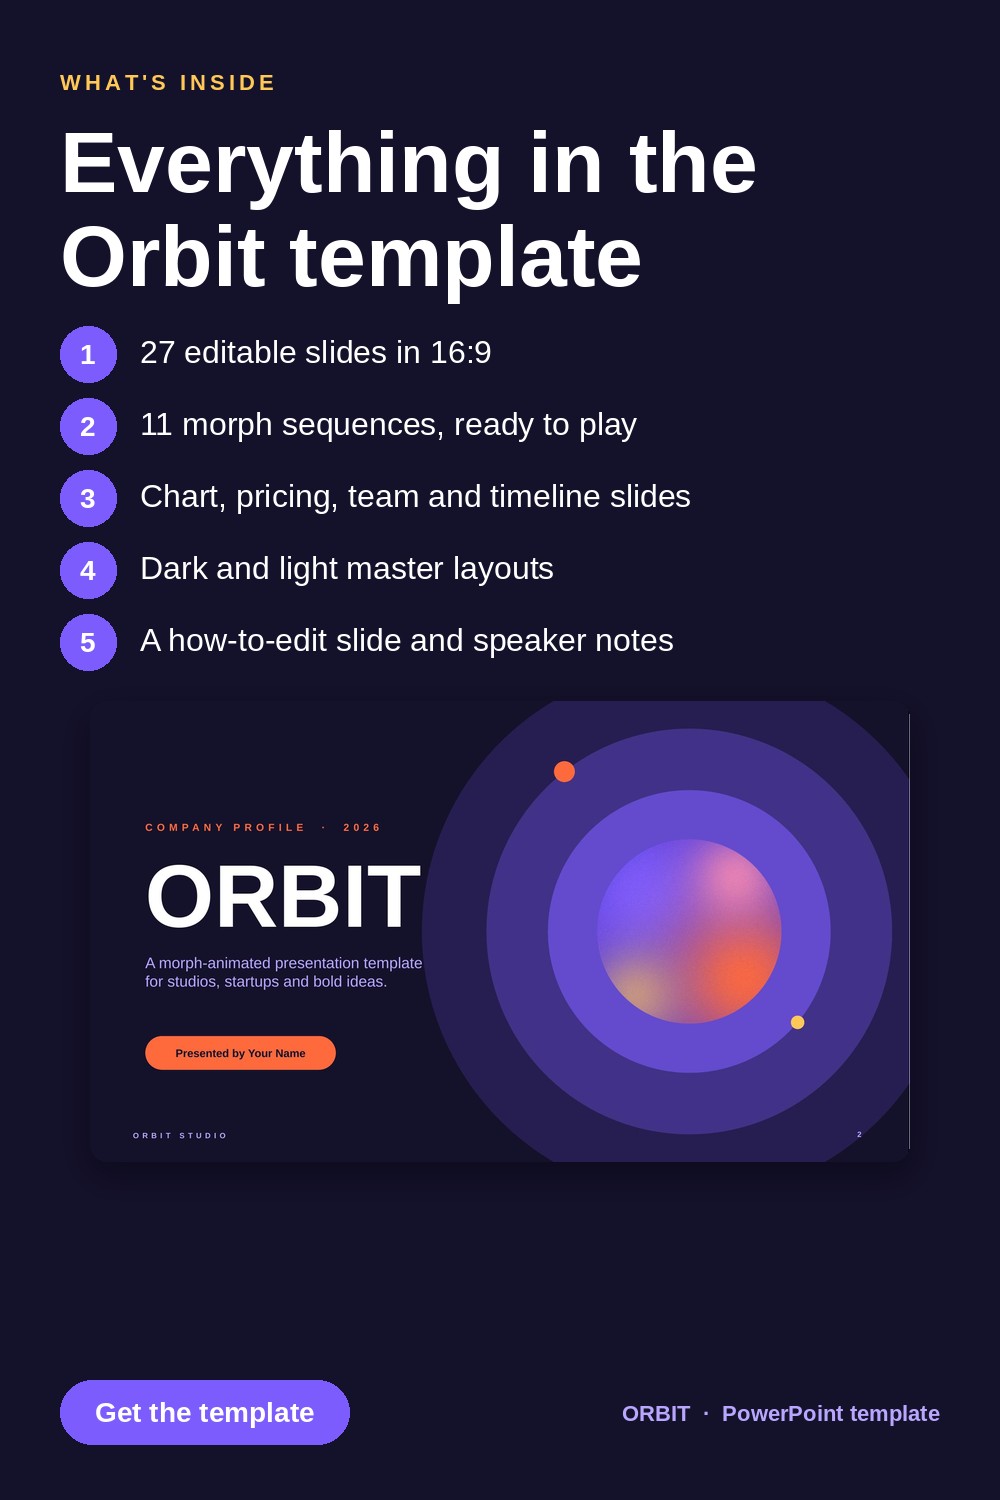 WHAT'S INSIDE
Everything in the
Orbit template
1 27 editable slides in 16:9
2 11 morph sequences, ready to play
3 Chart, pricing, team and timeline slides
4 Dark and light master layouts
5 A how-to-edit slide and speaker notes
COMPANY PROFILE · 2026
ORBIT
A morph-animated presentation template
for studios, startups and bold ideas.
Presented by Your Name
ORBIT STUDIO
2
Get the template
ORBIT · PowerPoint template